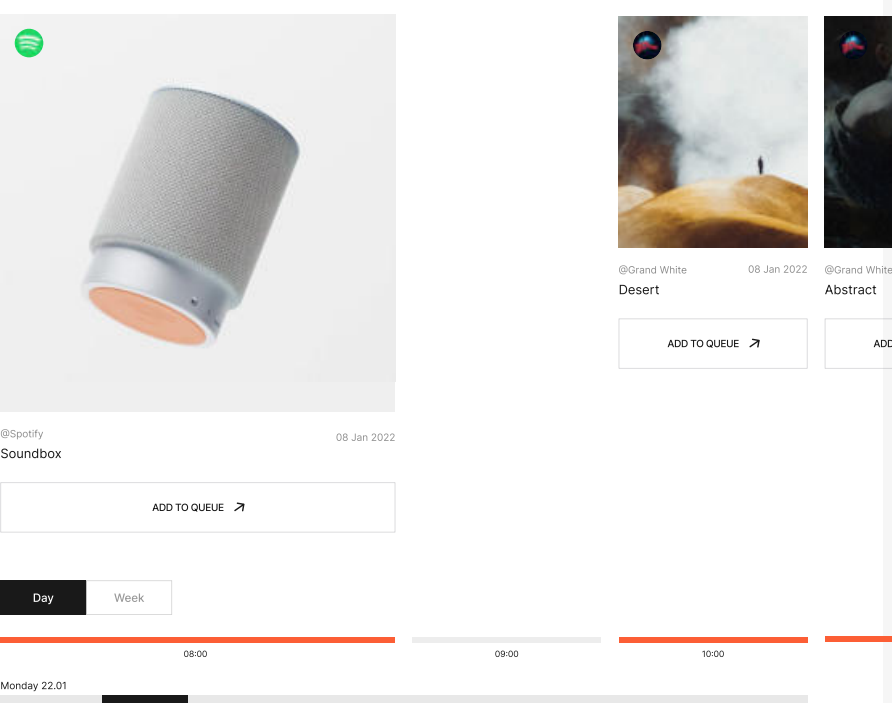 @Spotify
08 Jan 2022
Soundbox
ADD TO QUEUE
@Grand White
08 Jan 2022
Desert
ADD TO QUEUE
@Grand White
Abstract
ADD
Day
Week
08:00
09:00
10:00
Monday 22.01